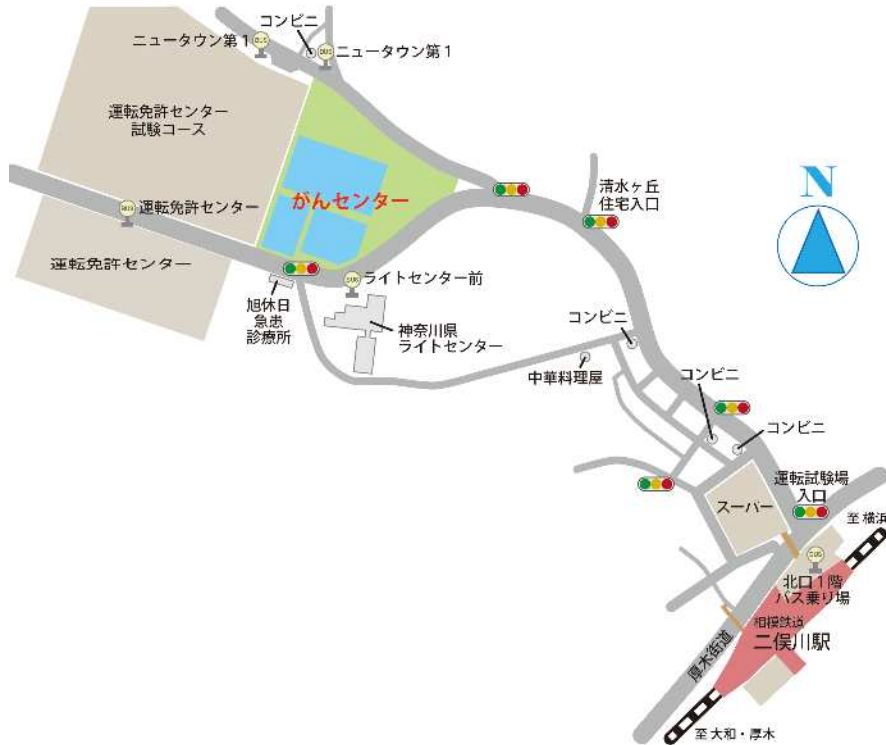 コンビニ
ニュータウン第1
ニュータウン第1
運転免許センター
試験コース
がんセンター
清水ヶ丘
住宅入口
N
運転免許センター
運転免許センター
ライトセンター前
旭休日
急患
診療所
神奈川県
ライトセンター
コンビニ
中華料理屋
コンビニ
コンビニ
運転試験場
入口
スーパー
至 横浜
BUS
BUS
BUS
BUS
BUS
北口1階
バス乗り場
相模鉄道
二俣川駅
厚木街道
至 大和・厚木